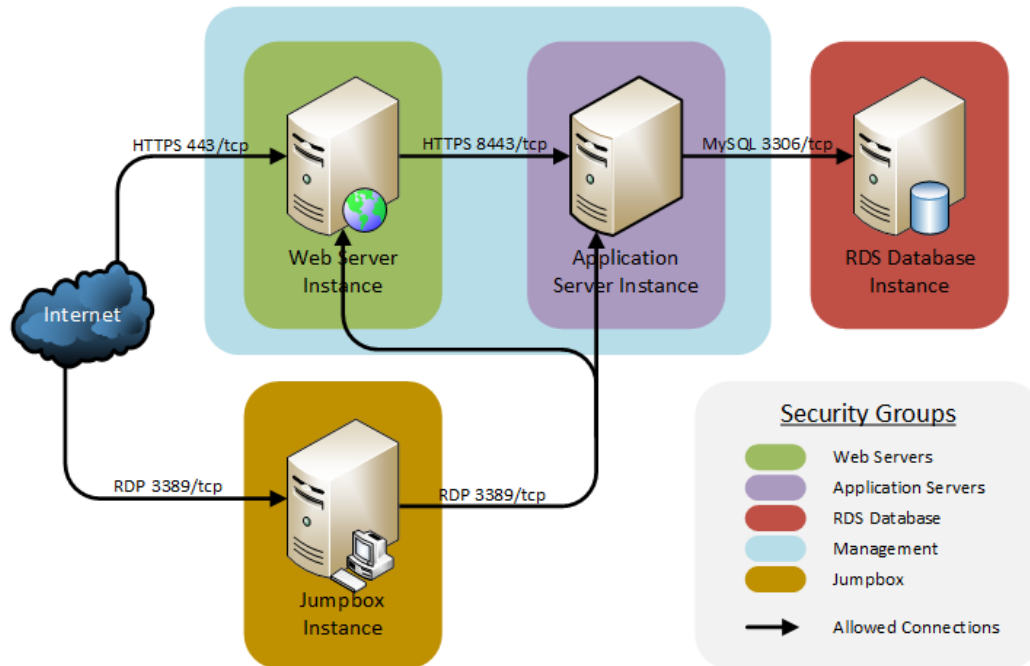 HTTPS 443/tcp
HTTPS 8443/tcp
MySQL 3306/tcp
Web Server
Instance
Application
Server Instance
RDS Database
Instance
Internet
RDP 3389/tcp
RDP 3389/tcp
Jumpbox
Instance
Security Groups
Web Servers
Application Servers
RDS Database
Management
Jumpbox
Allowed Connections